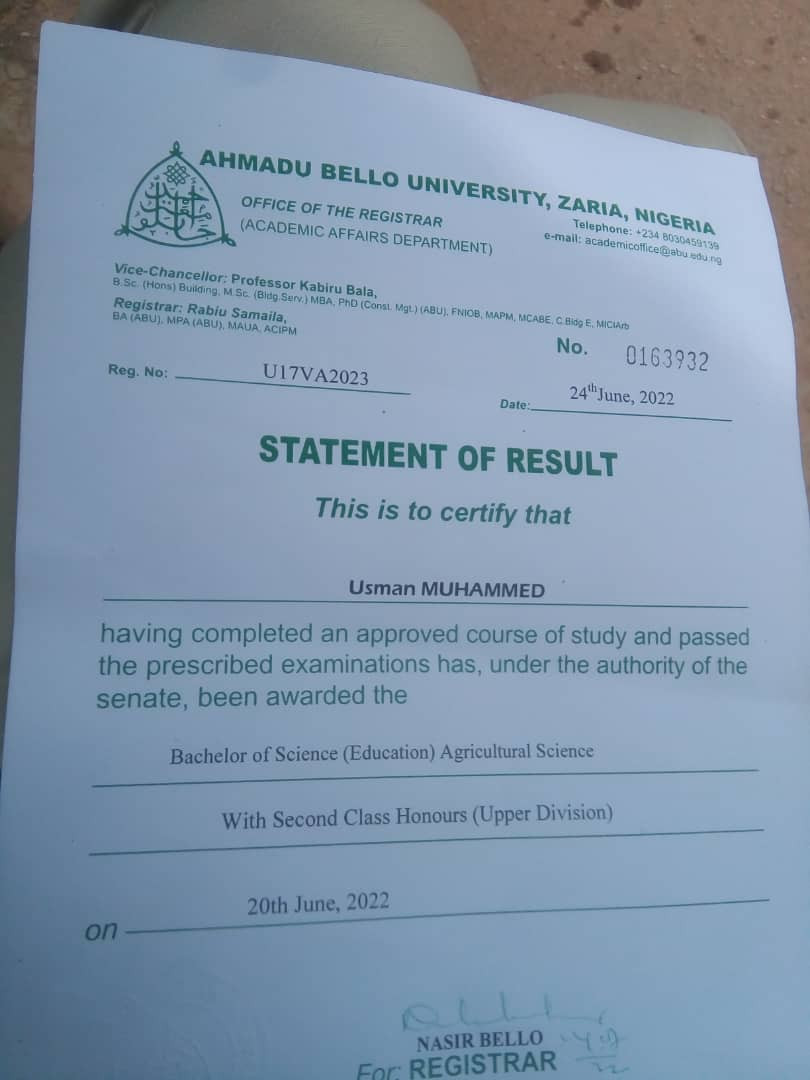 AHMADU BELLO UNIVERSITY, ZARIA, NIGERIA
OFFICE OF THE REGISTRAR
(ACADEMIC AFFAIRS DEPARTMENT)
Telephone: +234 8030459139
e-mail: academicoffice@abu.edu.ng
Vice-Chancellor: Professor Kabiru Bala,
B.Sc. (Hons) Building, M.Sc. (Bldg.Serv.) MBA, PhD (Const. Mgt.) (ABU), FNIOB, MAPM, MCABE, C.Bldg E, MICIArb
Registrar: Rabiu Samaila,
BA (ABU), MPA (ABU), MAUA, ACIPM
No. 0163932
Reg. No: U17VA2023
Date: 24th June, 2022
STATEMENT OF RESULT
This is to certify that
Usman MUHAMMED
having completed an approved course of study and passed
the prescribed examinations has, under the authority of the
senate, been awarded the
Bachelor of Science (Education) Agricultural Science
With Second Class Honours (Upper Division)
on 20th June, 2022
NASIR BELLO
For: REGISTRAR